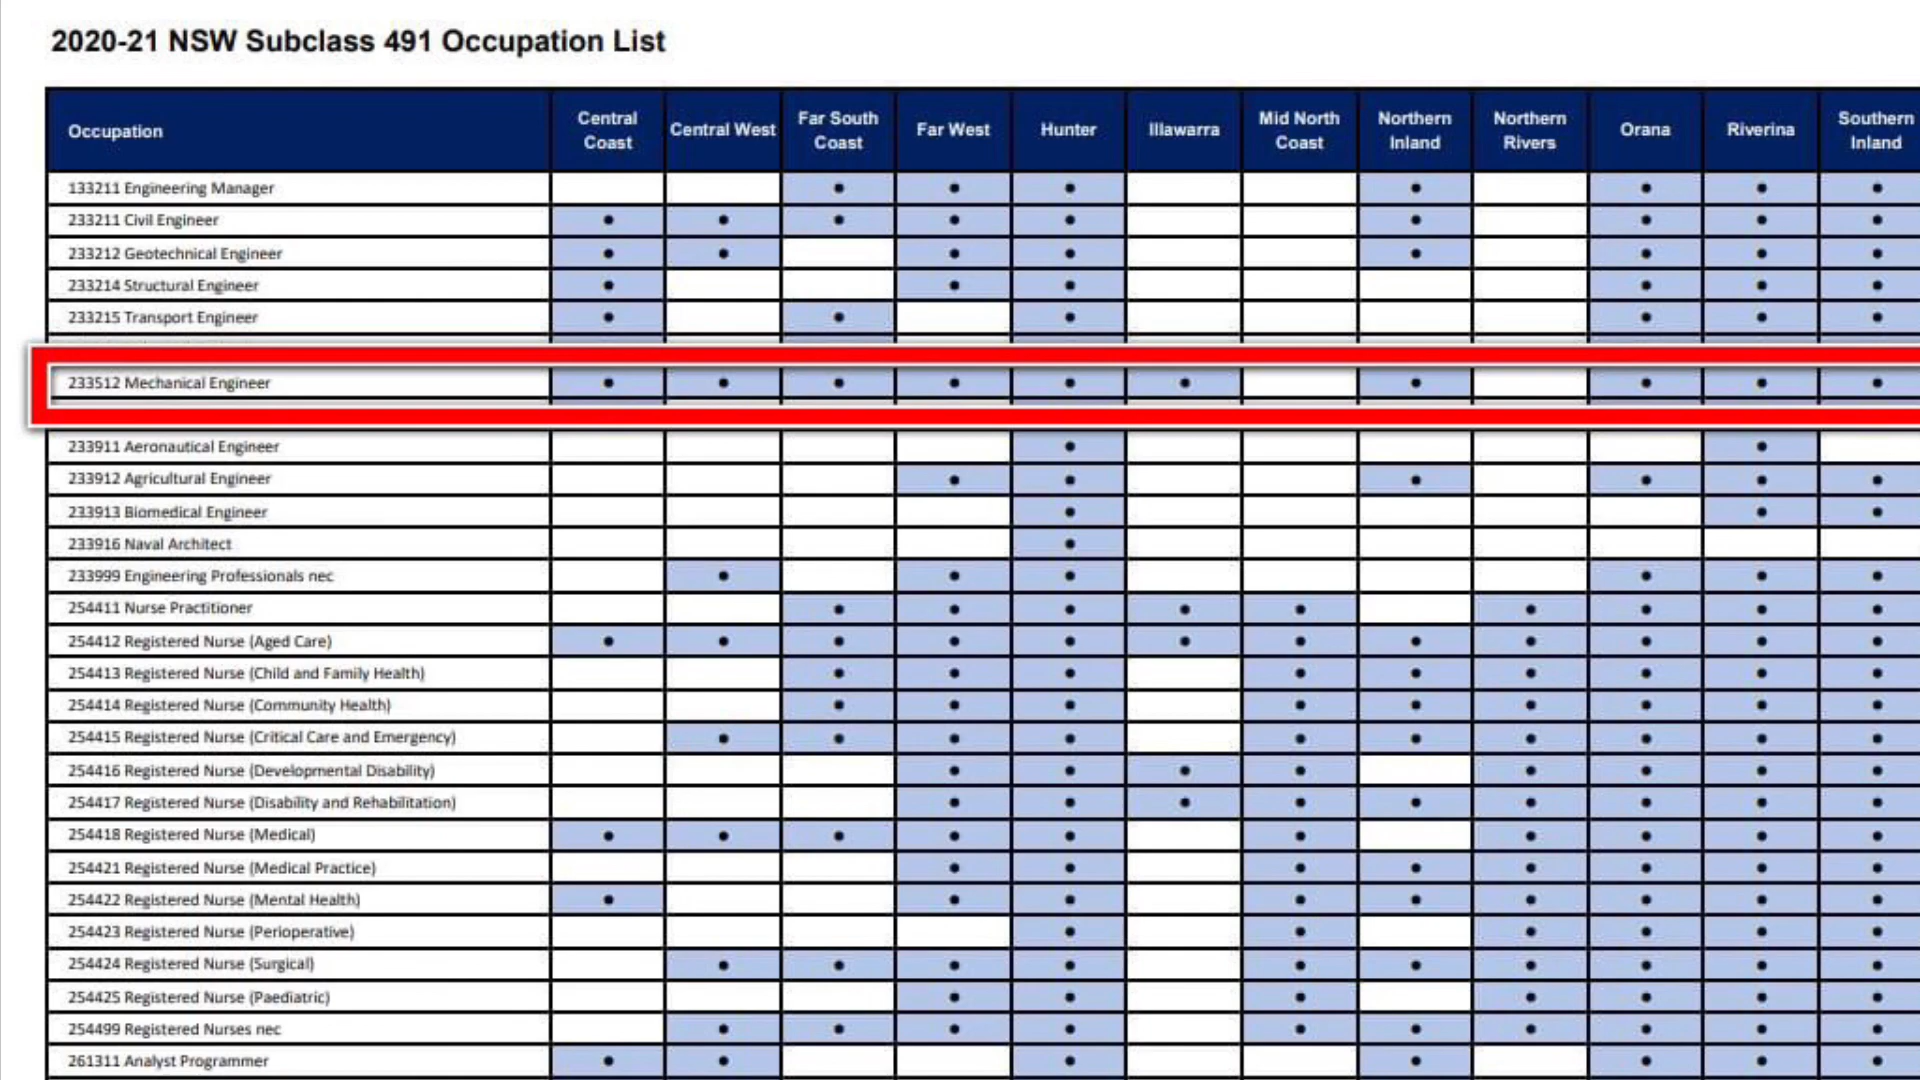 2020-21 NSW Subclass 491 Occupation List
Occupation Central Coast Central West Far South Coast Far West Hunter Illawarra Mid North Coast Northern Inland Northern Rivers Orana Riverina Southern Inland
133211 Engineering Manager • • • • • • •
233211 Civil Engineer • • • • • • • • •
233212 Geotechnical Engineer • • • • • • • •
233214 Structural Engineer • • • • • •
233215 Transport Engineer • • • • • •
233512 Mechanical Engineer • • • • • • • • • •
233911 Aeronautical Engineer • •
233912 Agricultural Engineer • • • • • •
233913 Biomedical Engineer • • •
233916 Naval Architect •
233999 Engineering Professionals nec • • • • • •
254411 Nurse Practitioner • • • • • • • • •
254412 Registered Nurse (Aged Care) • • • • • • • • • • • •
254413 Registered Nurse (Child and Family Health) • • • • • • • • •
254414 Registered Nurse (Community Health) • • • • • • • • •
254415 Registered Nurse (Critical Care and Emergency) • • • • • • • • • •
254416 Registered Nurse (Developmental Disability) • • • • • • • •
254417 Registered Nurse (Disability and Rehabilitation) • • • • • • • • •
254418 Registered Nurse (Medical) • • • • • • • • • •
254421 Registered Nurse (Medical Practice) • • • • • • • •
254422 Registered Nurse (Mental Health) • • • • • • • • •
254423 Registered Nurse (Perioperative) • • • • • •
254424 Registered Nurse (Surgical) • • • • • • • • • •
254425 Registered Nurse (Paediatric) • • • • • • •
254499 Registered Nurses nec • • • • • • • • • •
261311 Analyst Programmer • • • • • • •